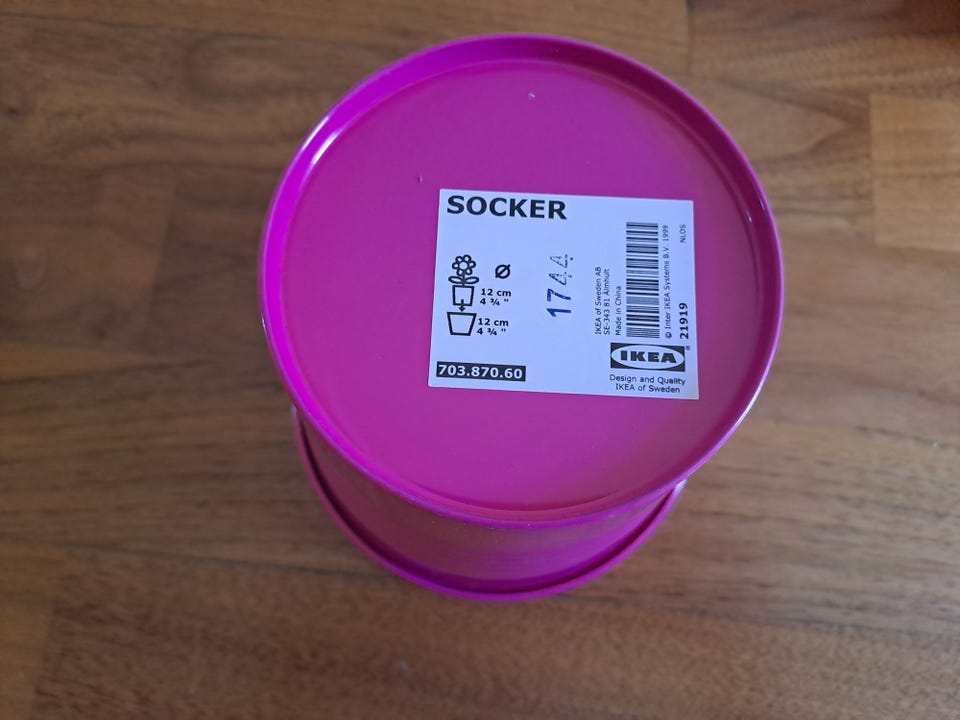 SOCKER
Ø
12 cm
4 ¾ "
12 cm
4 ¾ "
703.870.60
1744
IKEA of Sweden AB
SE-343 81 Älmhult
Made in China
© Inter IKEA Systems B.V. 1999
21919
NLOS
IKEA®
Design and Quality
IKEA of Sweden